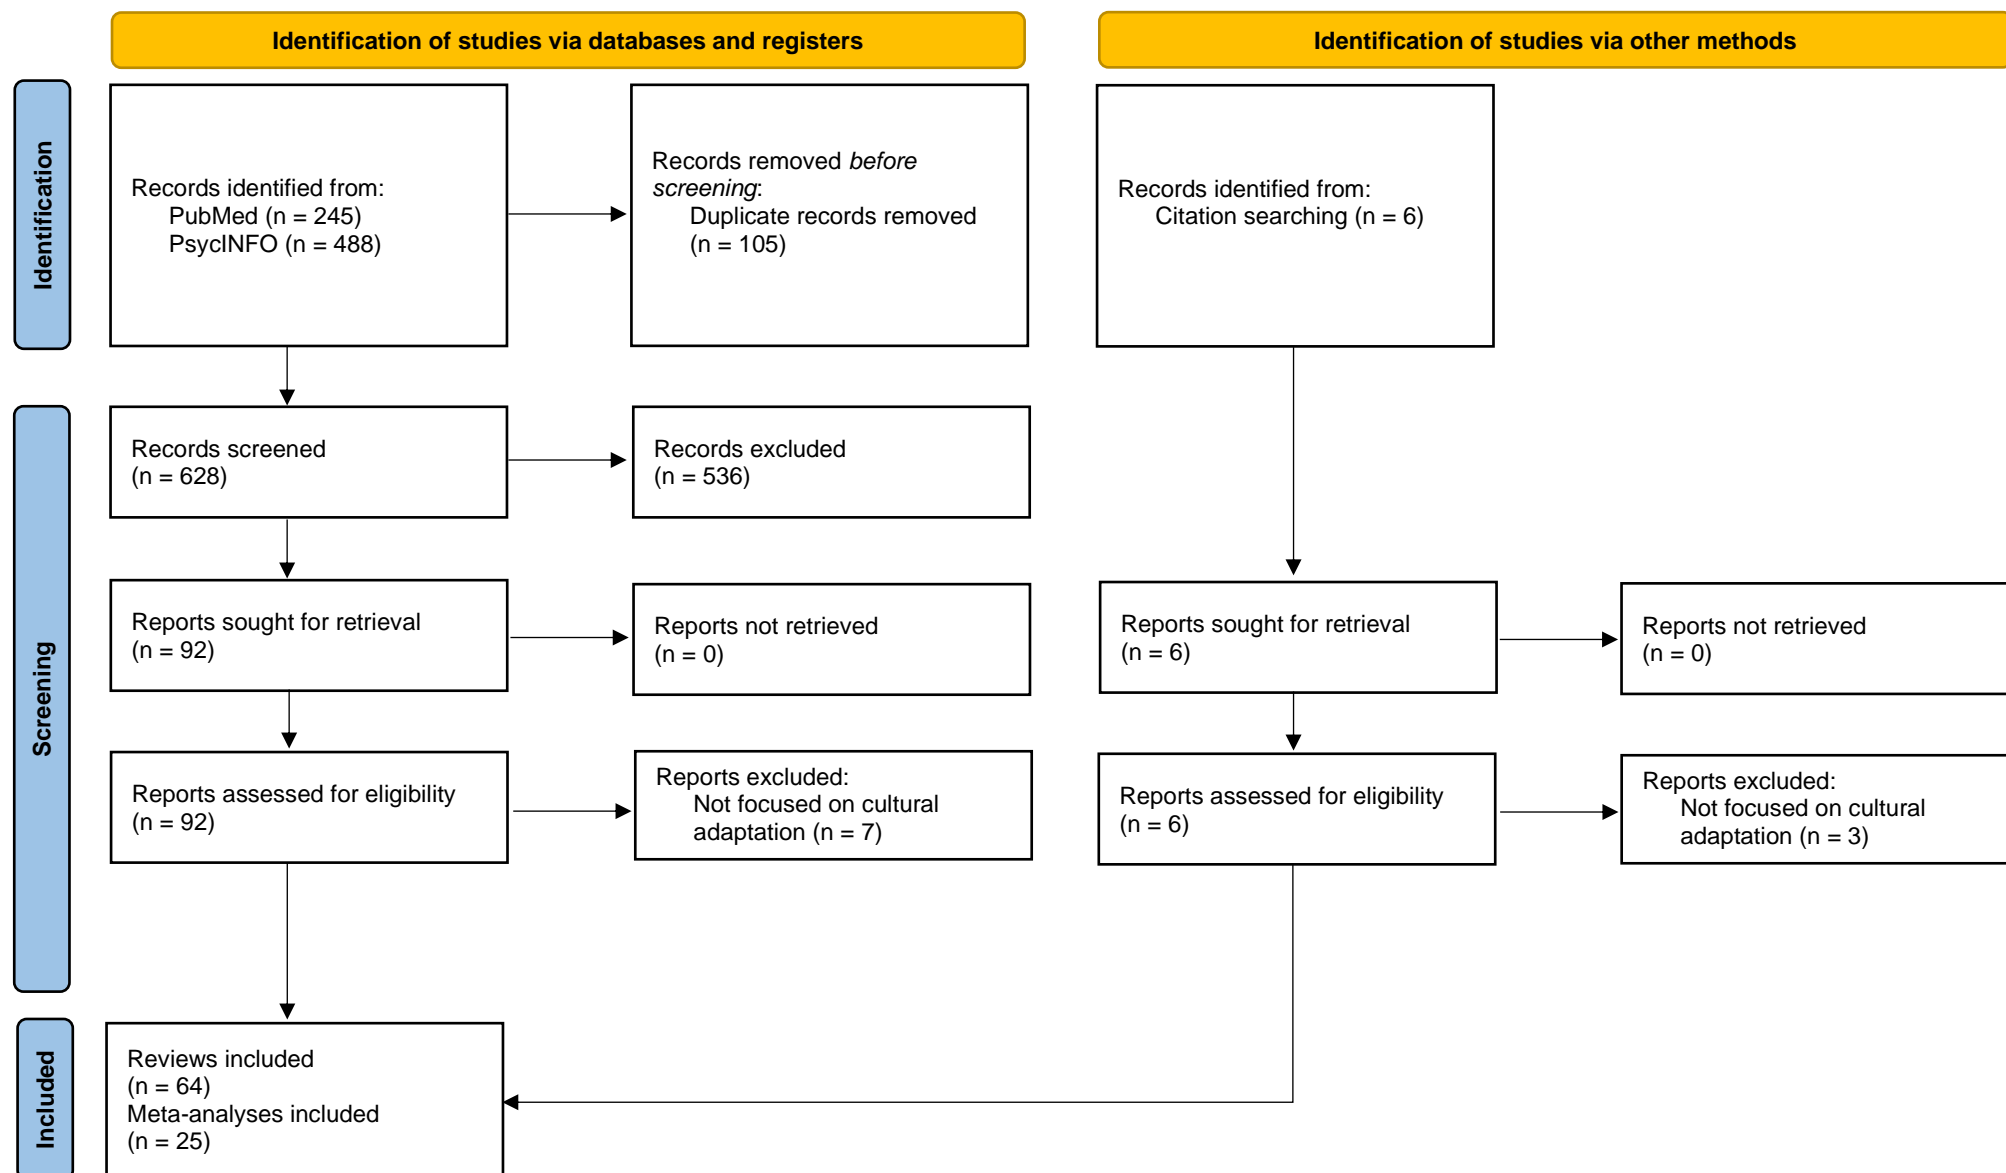 Identification of studies via databases and registers
Identification of studies via other methods
Identification
Records identified from:
PubMed (n = 245)
PsycINFO (n = 488)
Records removed before
screening:
Duplicate records removed
(n = 105)
Records identified from:
Citation searching (n = 6)
Screening
Records screened
(n = 628)
Records excluded
(n = 536)
Reports sought for retrieval
(n = 92)
Reports not retrieved
(n = 0)
Reports sought for retrieval
(n = 6)
Reports not retrieved
(n = 0)
Reports assessed for eligibility
(n = 92)
Reports excluded:
Not focused on cultural
adaptation (n = 7)
Reports assessed for eligibility
(n = 6)
Reports excluded:
Not focused on cultural
adaptation (n = 3)
Included
Reviews included
(n = 64)
Meta-analyses included
(n = 25)